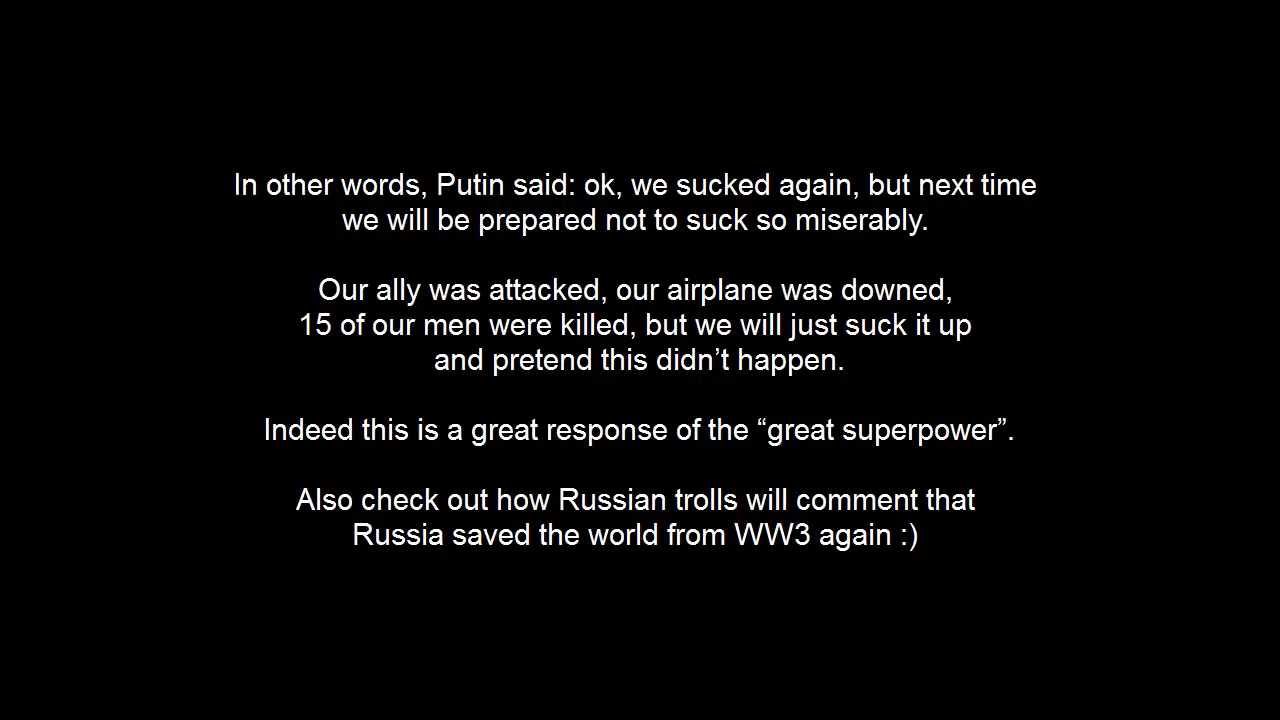 In other words, Putin said: ok, we sucked again, but next time
we will be prepared not to suck so miserably.
Our ally was attacked, our airplane was downed,
15 of our men were killed, but we will just suck it up
and pretend this didn’t happen.
Indeed this is a great response of the “great superpower”.
Also check out how Russian trolls will comment that
Russia saved the world from WW3 again :)